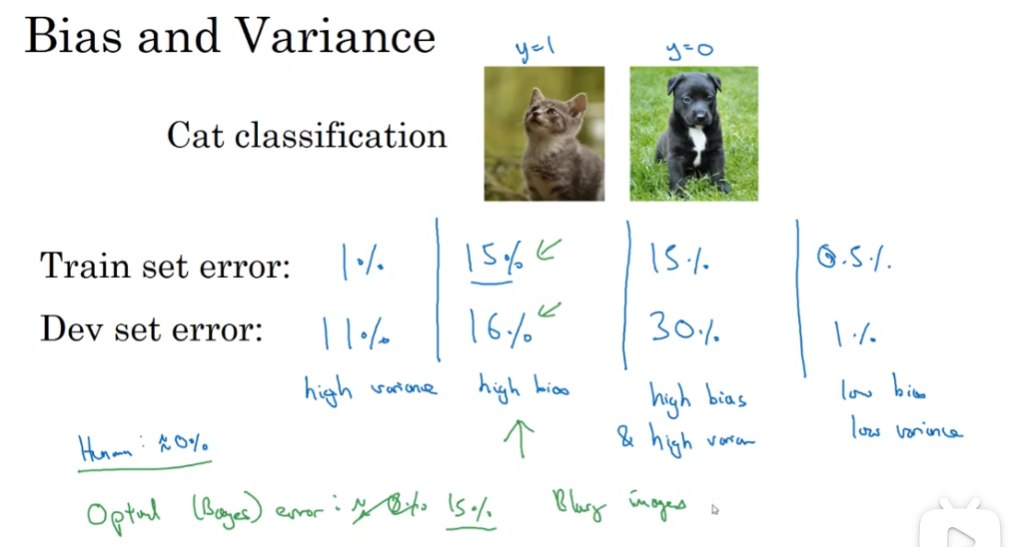 Bias and Variance
y=1 y=0
Cat classification
Train set error: 1% 15% 15% 0.5%
Dev set error: 11% 16% 30% 1%
high variance high bias high bias low bias
& high varian low variance
Human: ≈0%
Optimal (Bayes) error: ≈ 0% 15% Blurry images